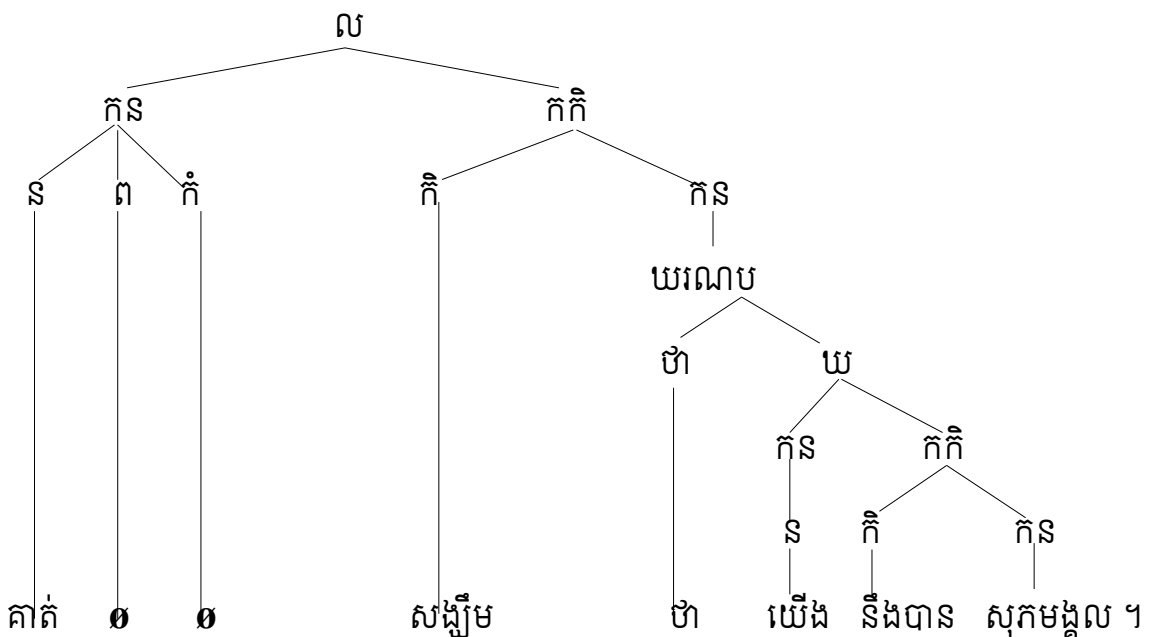 ល
កន កកិ
ន ព កំ កិ កន
ឃរណប
ថា ឃ
កន កកិ
ន កិ កន
គាត់ ø ø សង្ឃឹម ថា យើង នឹងបាន សុភមង្គល ។